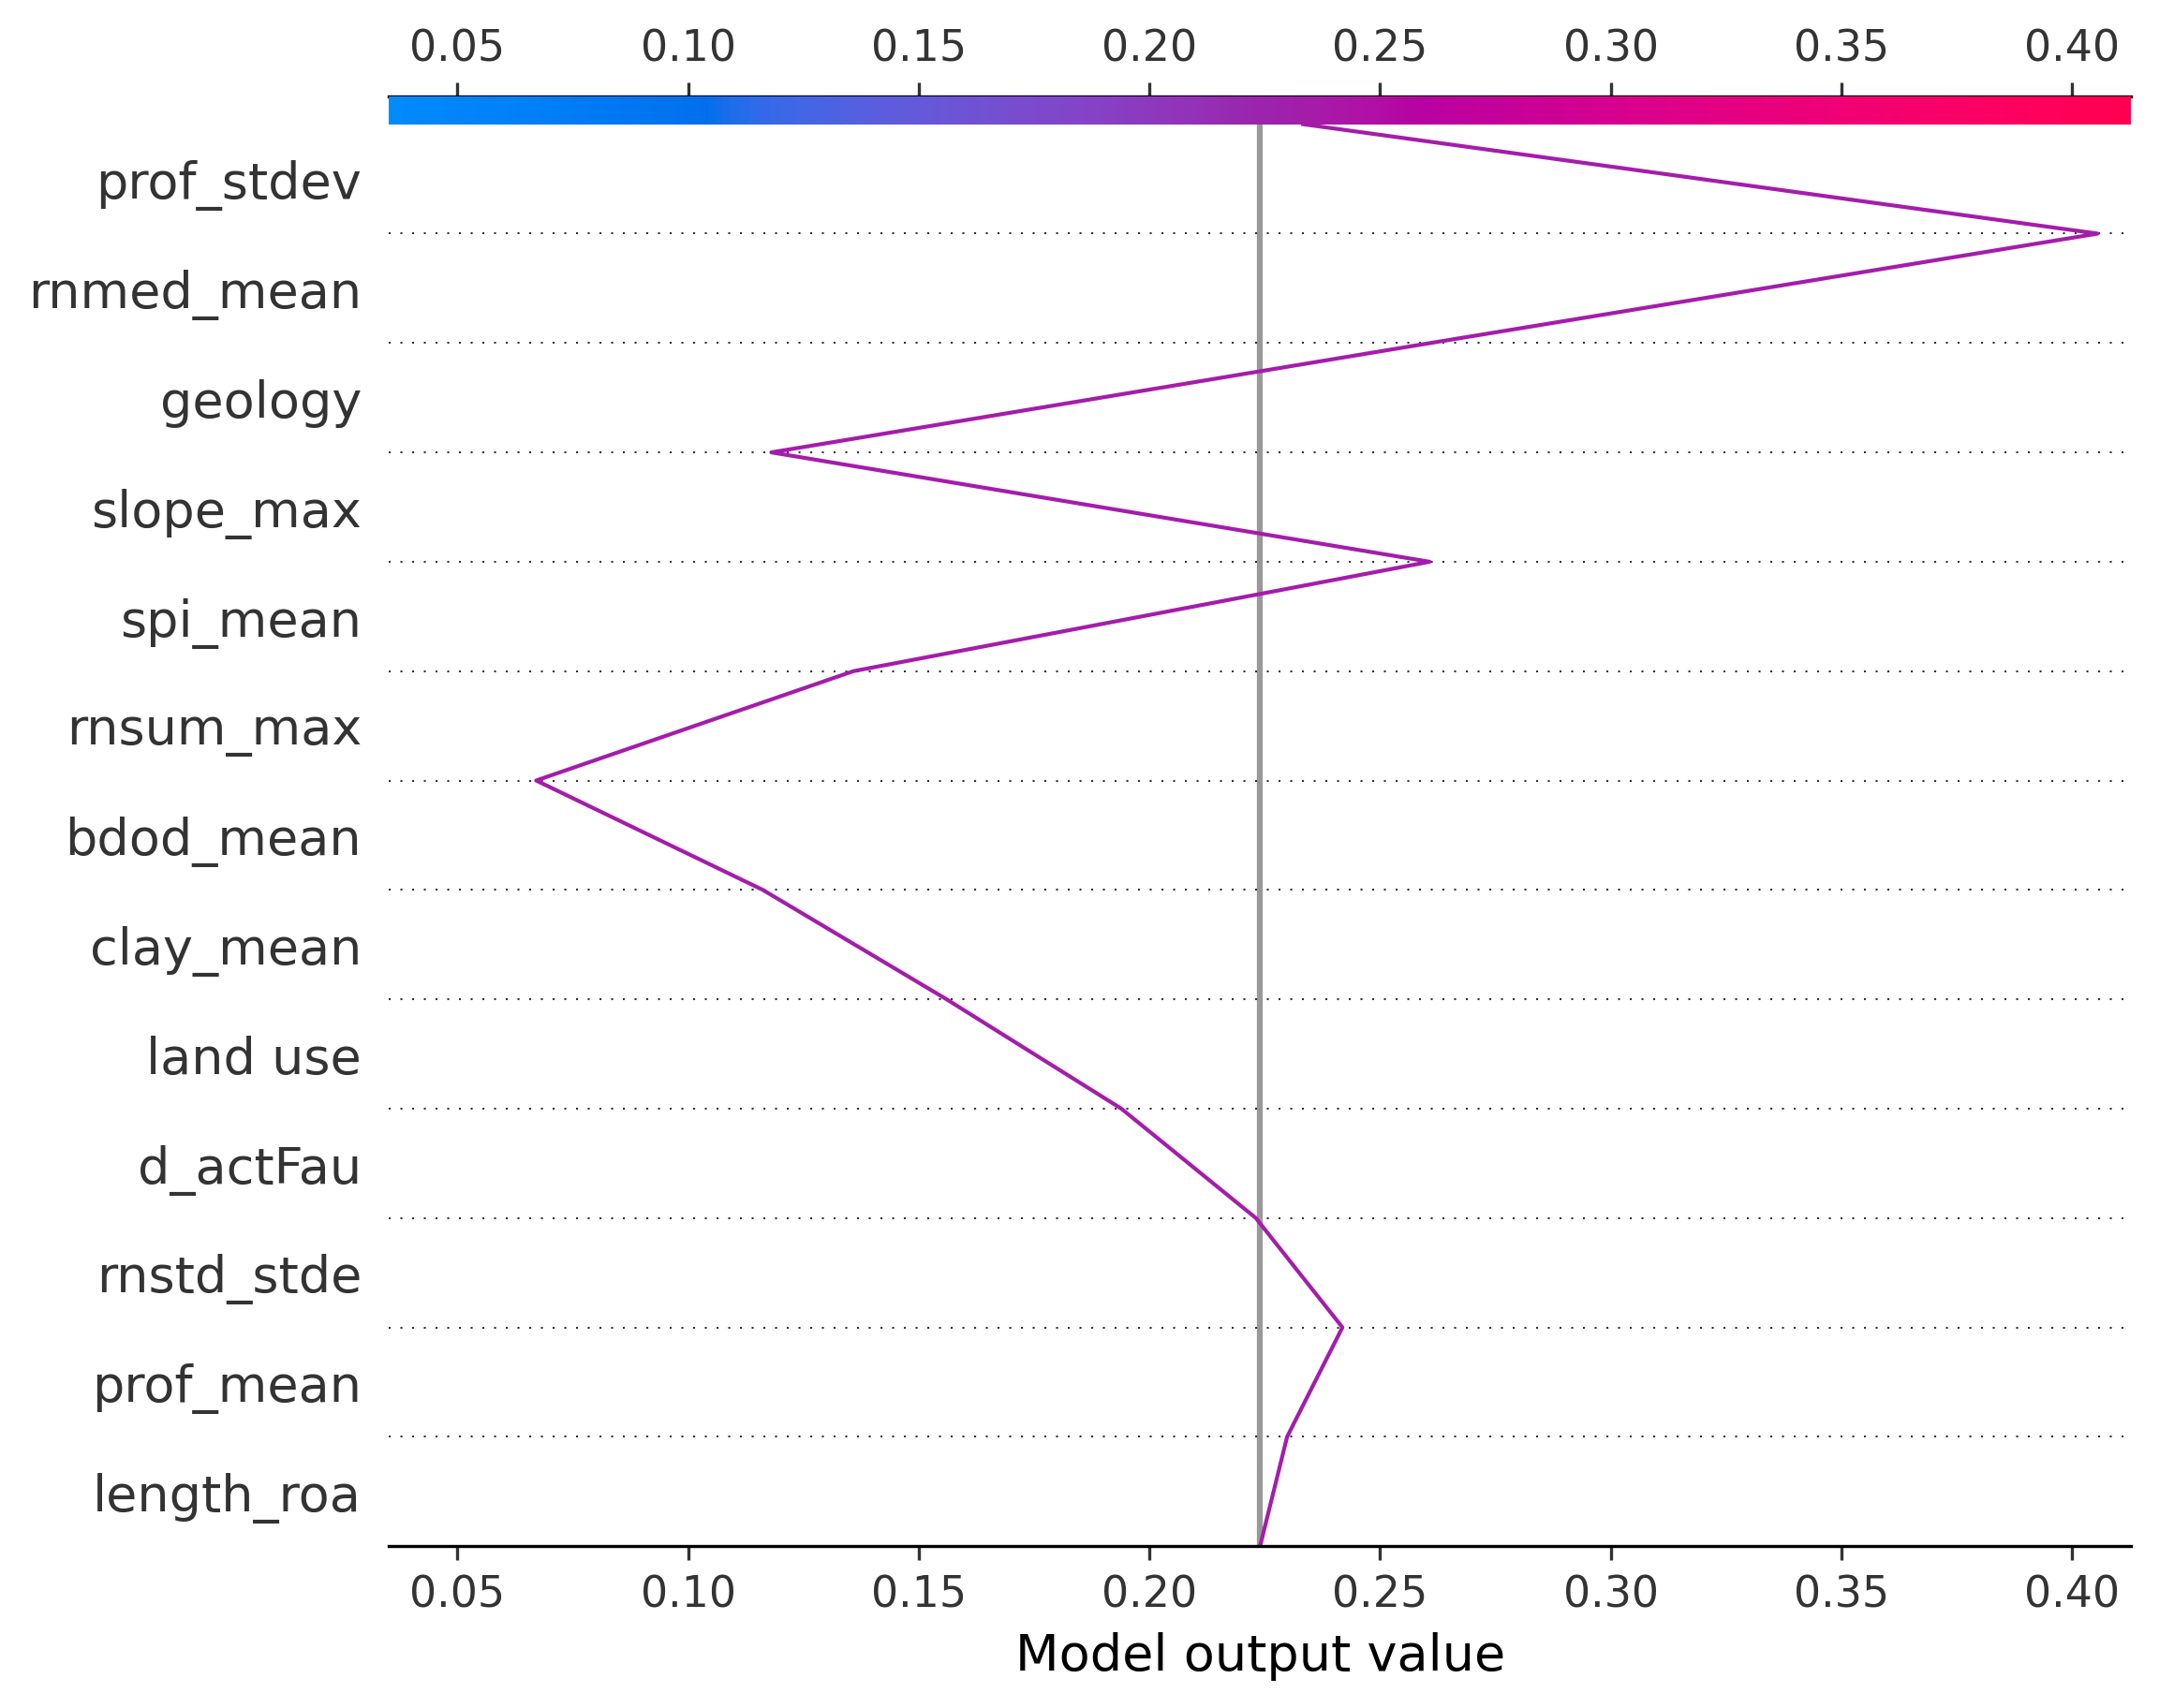 0.05 0.10 0.15 0.20 0.25 0.30 0.35 0.40
prof_stdev
rnmed_mean
geology
slope_max
spi_mean
rnsum_max
bdod_mean
clay_mean
land use
d_actFau
rnstd_stde
prof_mean
length_roa
0.05 0.10 0.15 0.20 0.25 0.30 0.35 0.40
Model output value